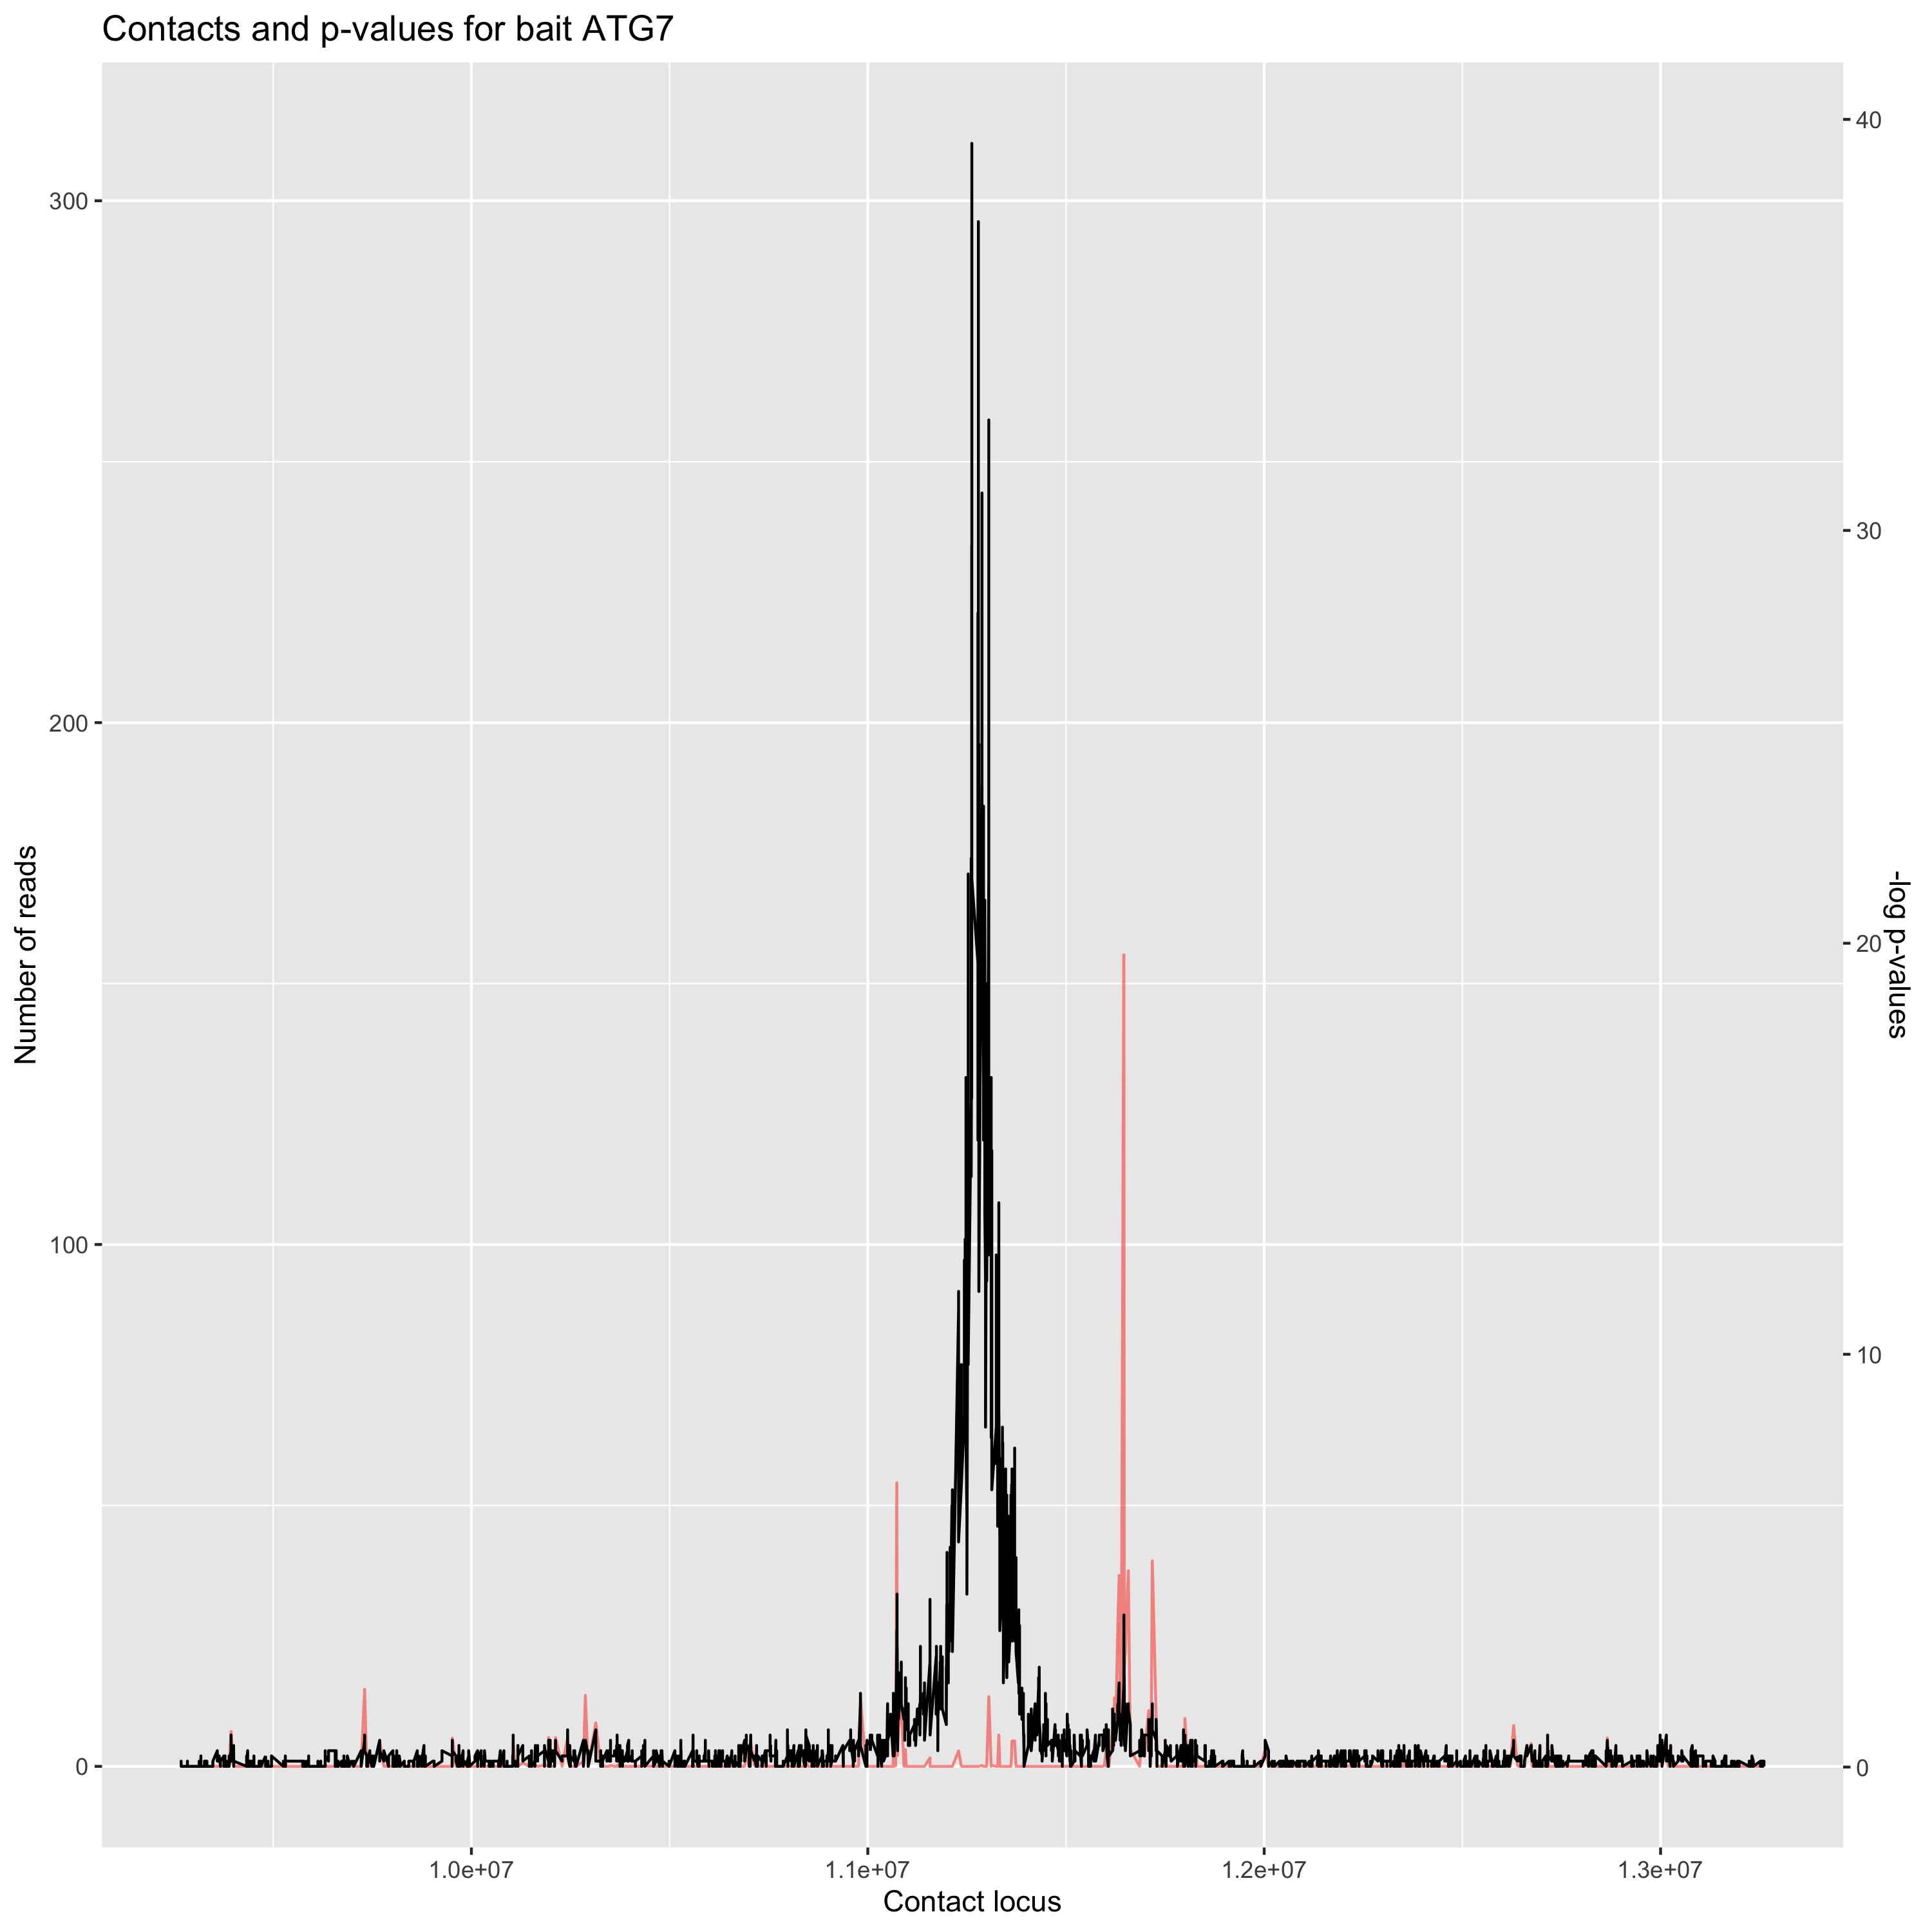 Contacts and p-values for bait ATG7
300
200
100
0
Number of reads
40
30
20
10
0
-log p-values
1.0e+07
1.1e+07
1.2e+07
1.3e+07
Contact locus